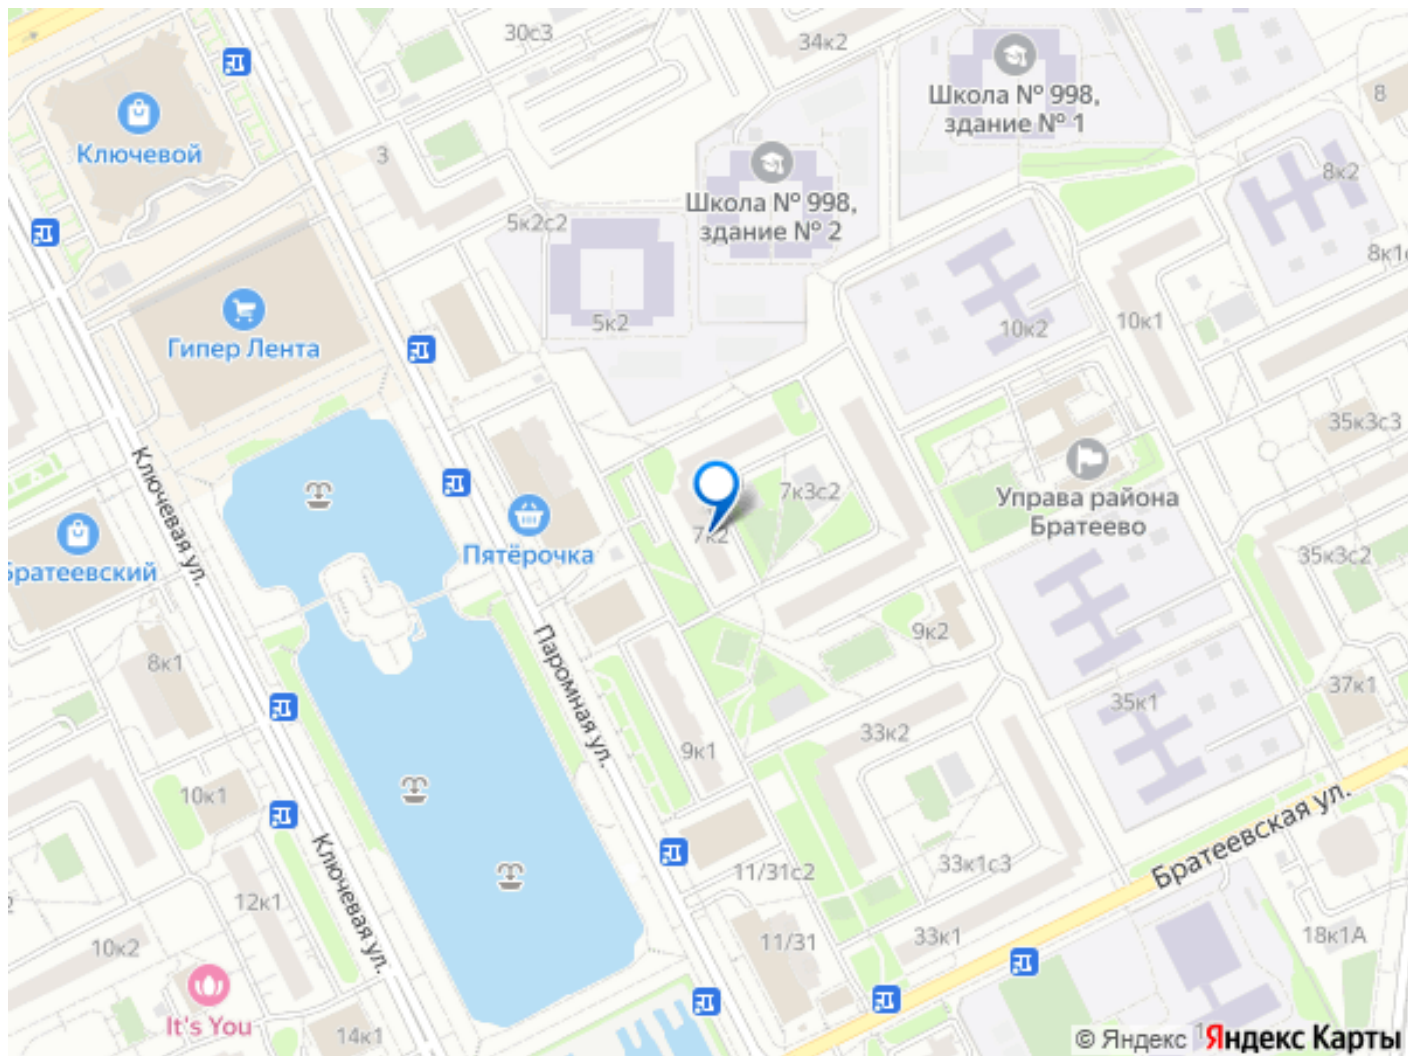 30с3
34к2
Школа № 998,
здание № 1
8
Ключевой
3
8к2
Школа № 998,
здание № 2
5к2с2
8к1
Гипер Лента
5к2
10к2
10к1
35к3с3
Ключевая ул.
7к3с2
Управа района
Братеево
7к2
Пятёрочка
Братеевский
35к3с2
Паромная ул.
9к2
8к1
37к1
35к1
33к2
9к1
10к1
Братеевская ул.
Ключевая ул.
33к1с3
11/31с2
12к1
10к2
11/31
33к1
18к1А
It's You
14к1
© Яндекс
Яндекс Карты